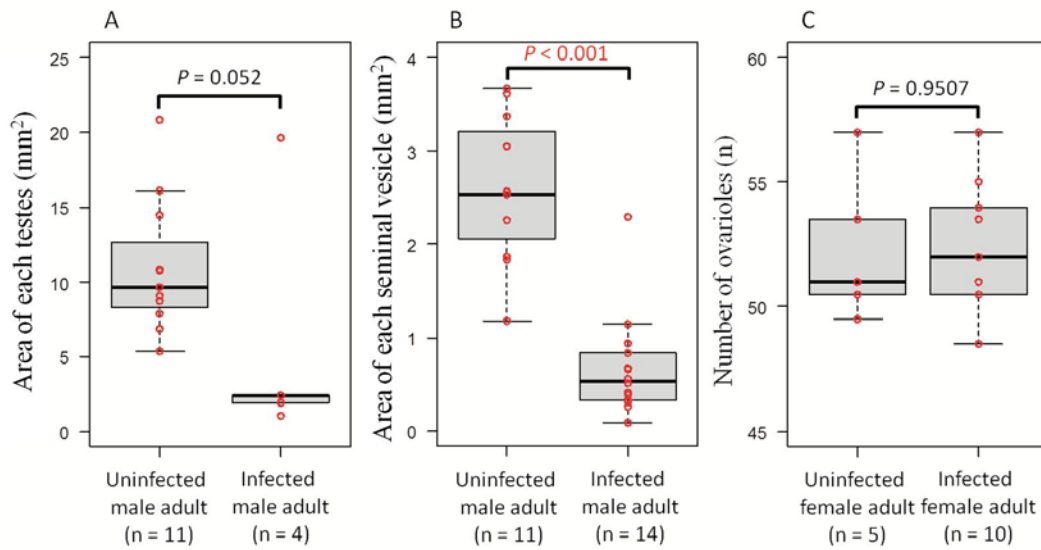 A
Area of each testes (mm²)
25
20
15
10
5
0
P = 0.052
Uninfected
male adult
(n = 11)
Infected
male adult
(n = 4)
B
Area of each seminal vesicle (mm²)
4
3
2
1
0
P < 0.001
Uninfected
male adult
(n = 11)
Infected
male adult
(n = 14)
C
Number of ovarioles (n)
60
55
50
45
P = 0.9507
Uninfected
female adult
(n = 5)
Infected
female adult
(n = 10)